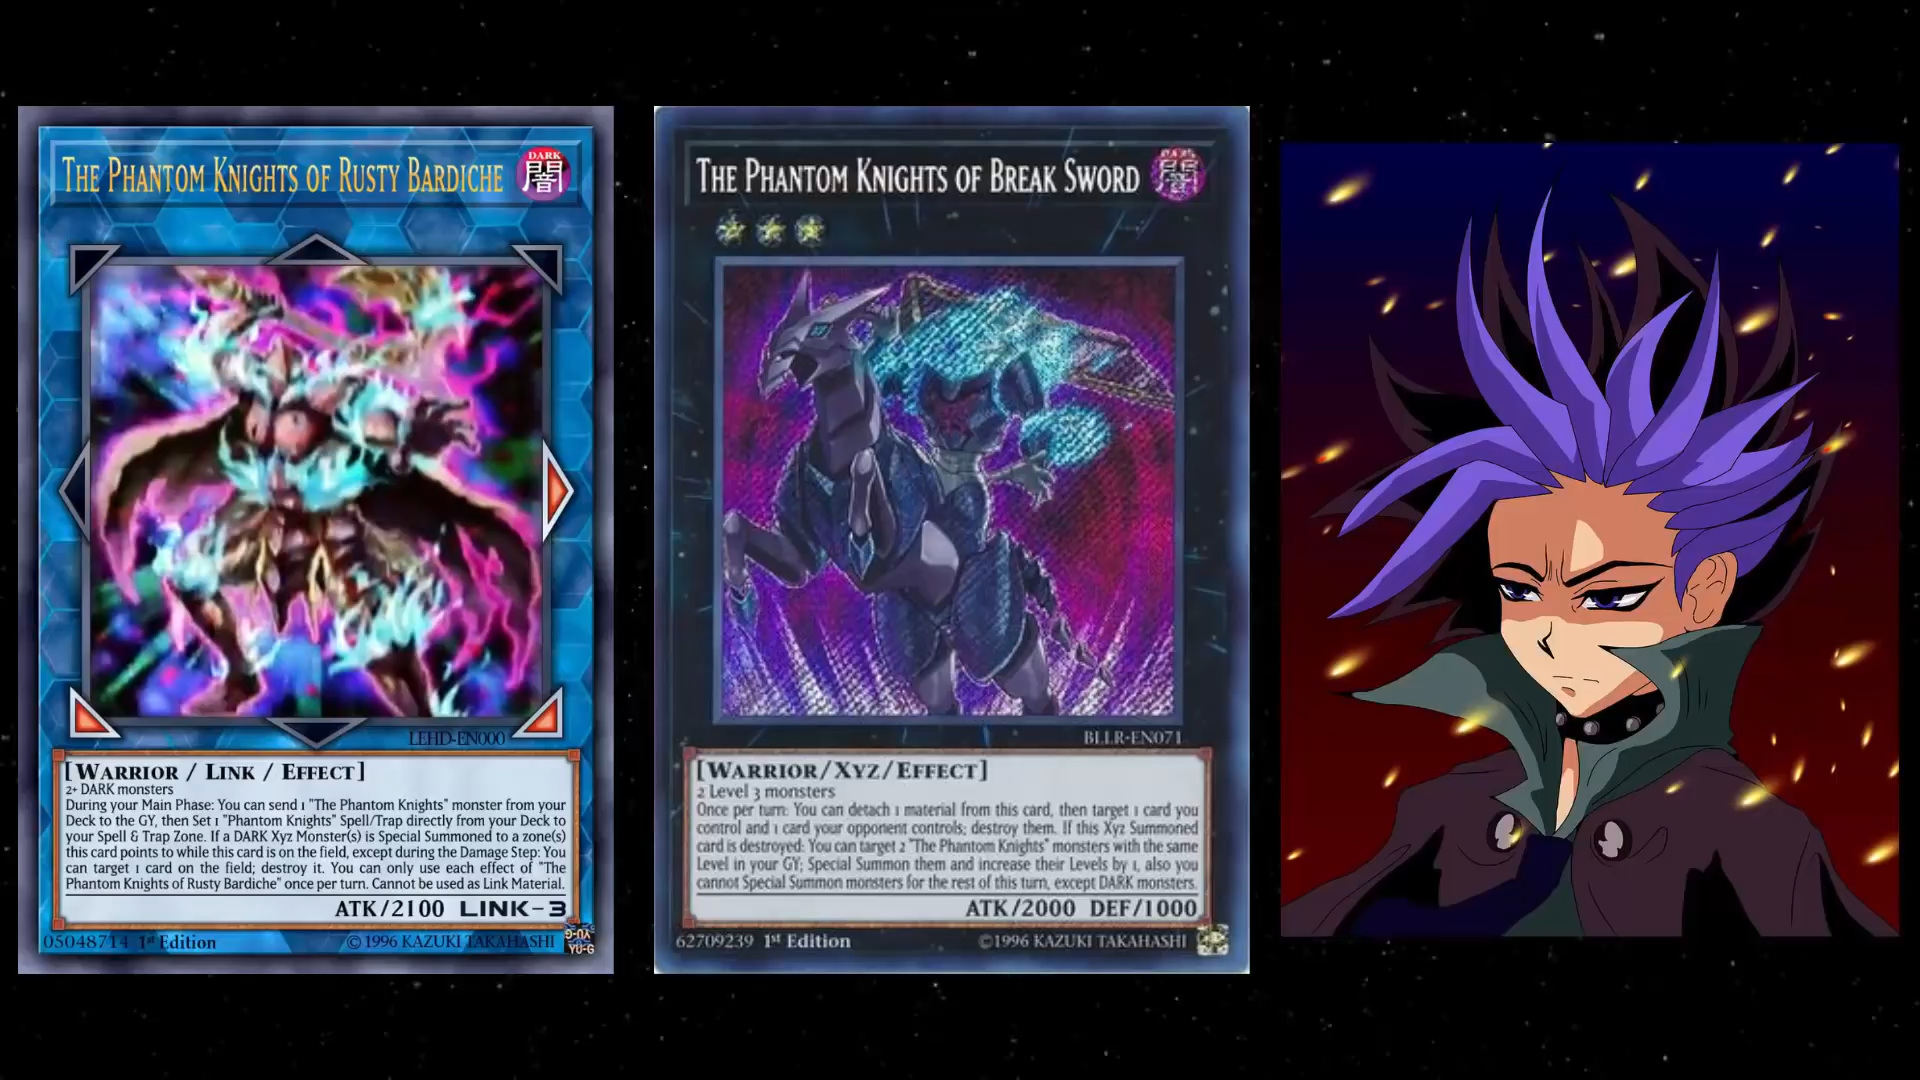 THE PHANTOM KNIGHTS OF RUSTY BARDICHE
DARK
闇
LEHD-EN000
[WARRIOR / LINK / EFFECT]
2+ DARK monsters
During your Main Phase: You can send 1 "The Phantom Knights" monster from your
Deck to the GY, then Set 1 "Phantom Knights" Spell/Trap directly from your Deck to
your Spell & Trap Zone. If a DARK Xyz Monster(s) is Special Summoned to a zone(s)
this card points to while this card is on the field, except during the Damage Step: You
can target 1 card on the field; destroy it. You can only use each effect of "The
Phantom Knights of Rusty Bardiche" once per turn. Cannot be used as Link Material.
ATK/2100 LINK-3
05048714 1st Edition
©1996 KAZUKI TAKAHASHI
THE PHANTOM KNIGHTS OF BREAK SWORD
DARK
闇
BLLR-EN071
[WARRIOR/XYZ/EFFECT]
2 Level 3 monsters
Once per turn: You can detach 1 material from this card, then target 1 card you
control and 1 card your opponent controls; destroy them. If this Xyz Summoned
card is destroyed: You can target 2 "The Phantom Knights" monsters with the same
Level in your GY; Special Summon them and increase their Levels by 1, also you
cannot Special Summon monsters for the rest of this turn, except DARK monsters.
ATK/2000 DEF/1000
62709239 1st Edition
©1996 KAZUKI TAKAHASHI